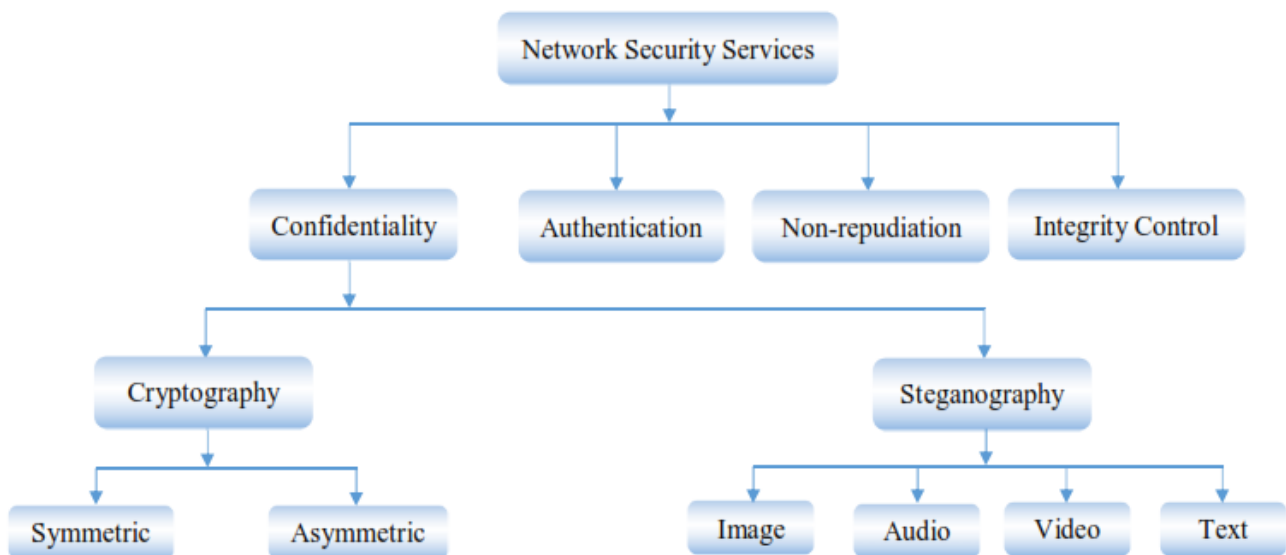 Network Security Services
Confidentiality
Authentication
Non-repudiation
Integrity Control
Cryptography
Steganography
Symmetric
Asymmetric
Image
Audio
Video
Text